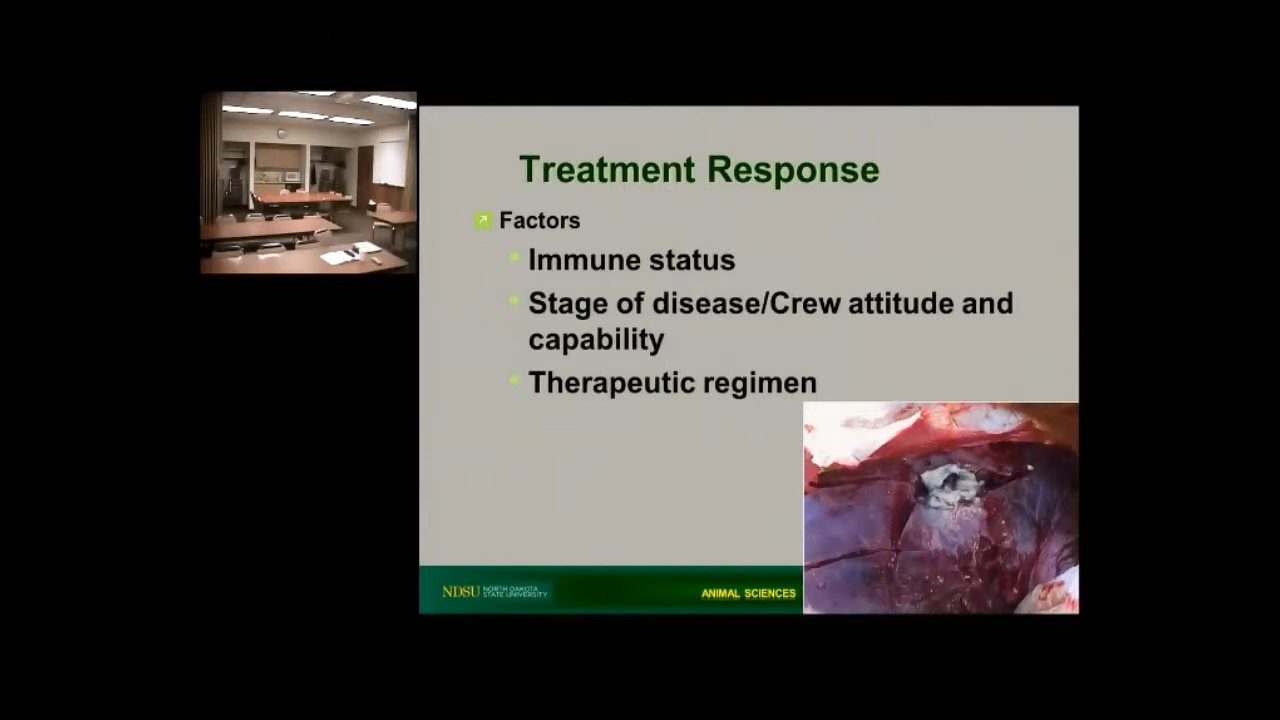 Treatment Response
Factors
Immune status
Stage of disease/Crew attitude and
capability
Therapeutic regimen
NDSU NORTH DAKOTA
STATE UNIVERSITY
ANIMAL SCIENCES